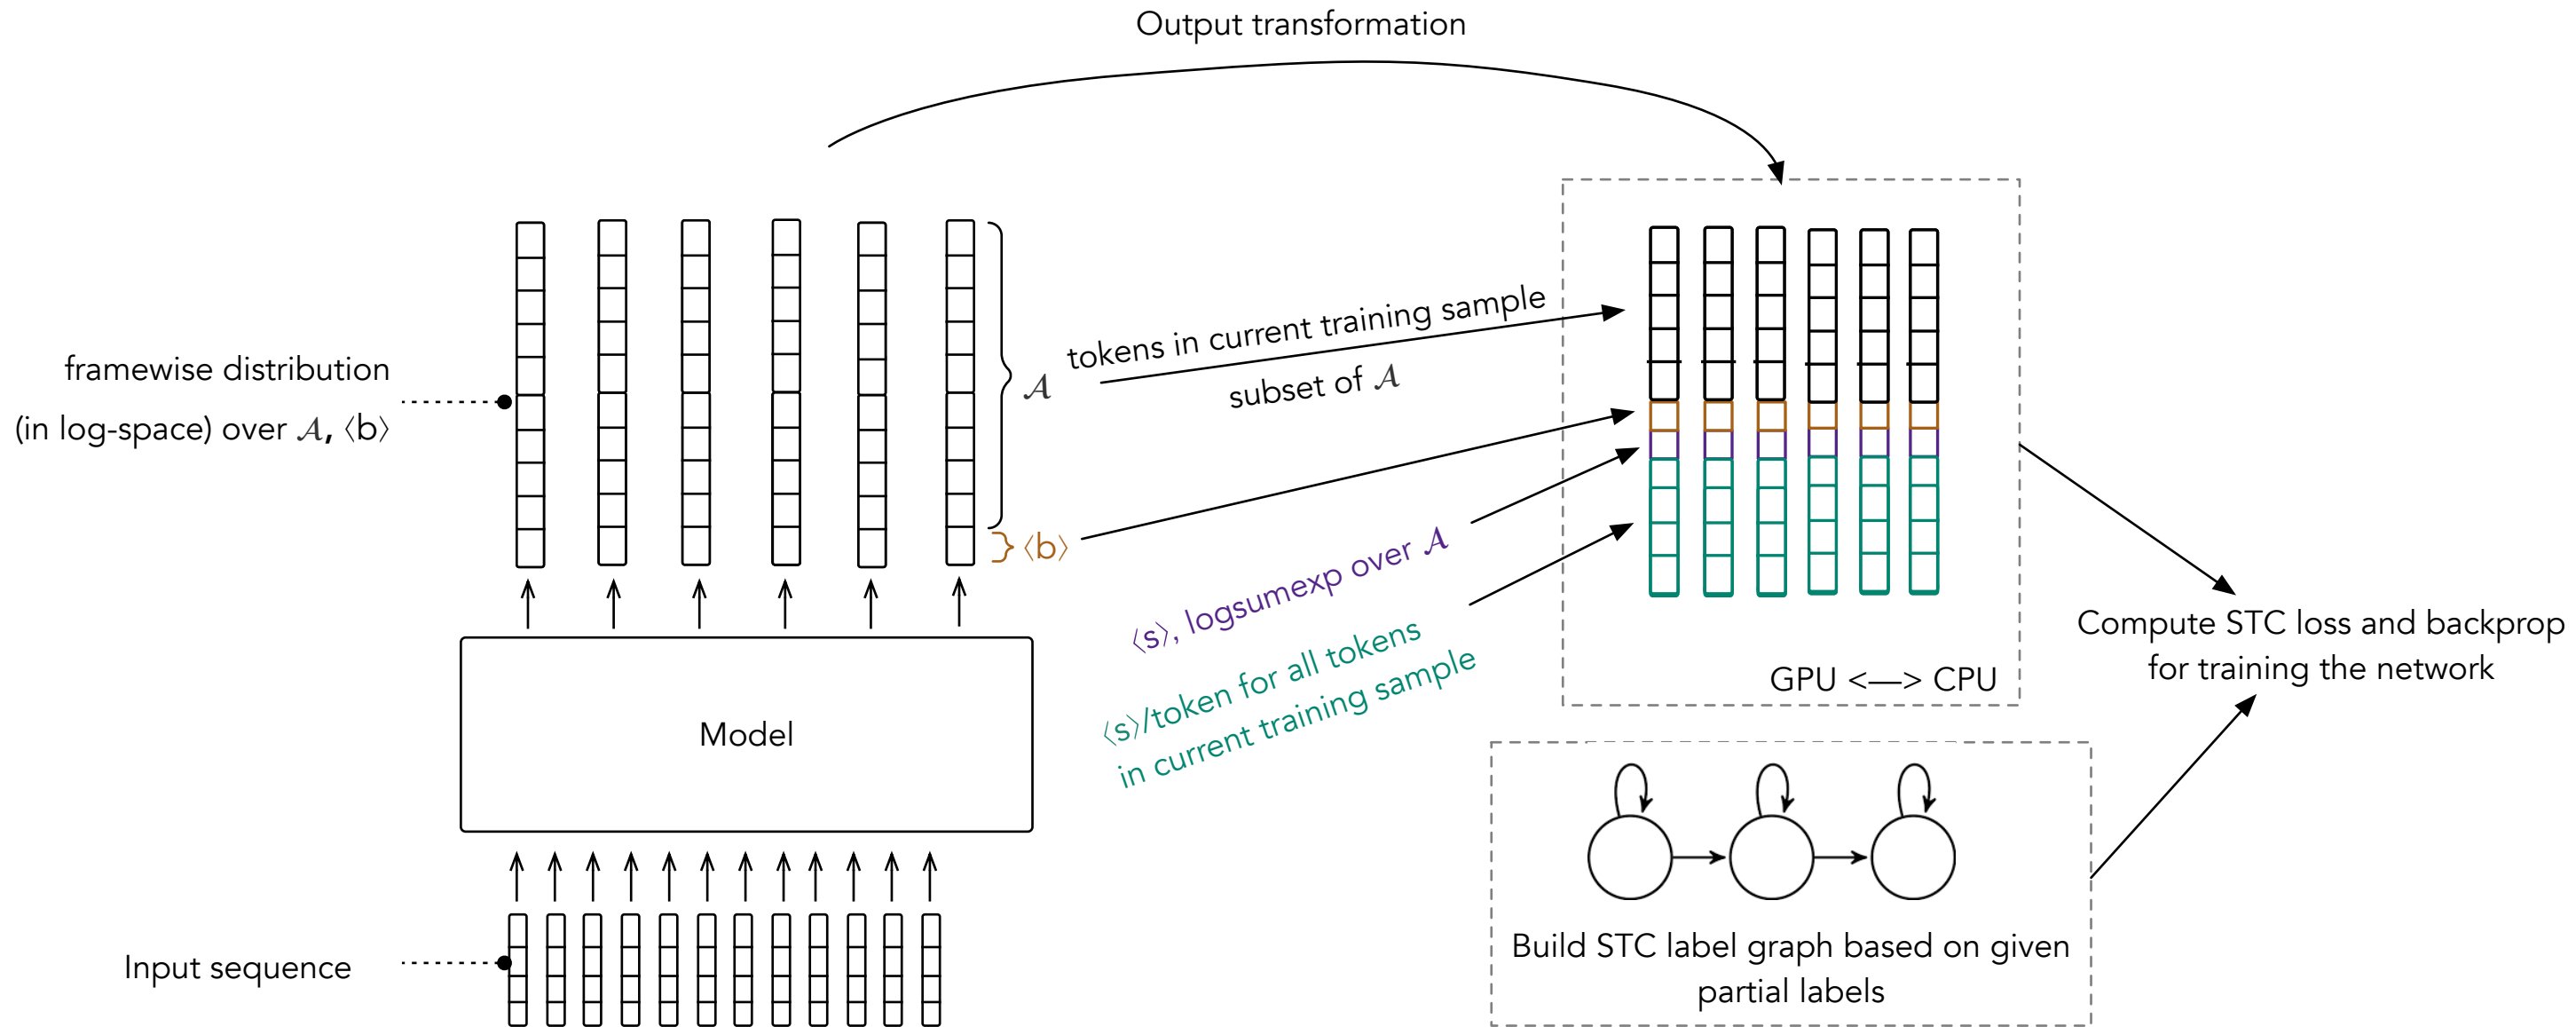 Output transformation
framewise distribution
(in log-space) over 𝒜, ⟨b⟩
𝒜
⟨b⟩
tokens in current training sample
subset of 𝒜
⟨s⟩, logsumexp over 𝒜
⟨s⟩/token for all tokens
in current training sample
GPU <—> CPU
Compute STC loss and backprop
for training the network
Model
Input sequence
Build STC label graph based on given
partial labels